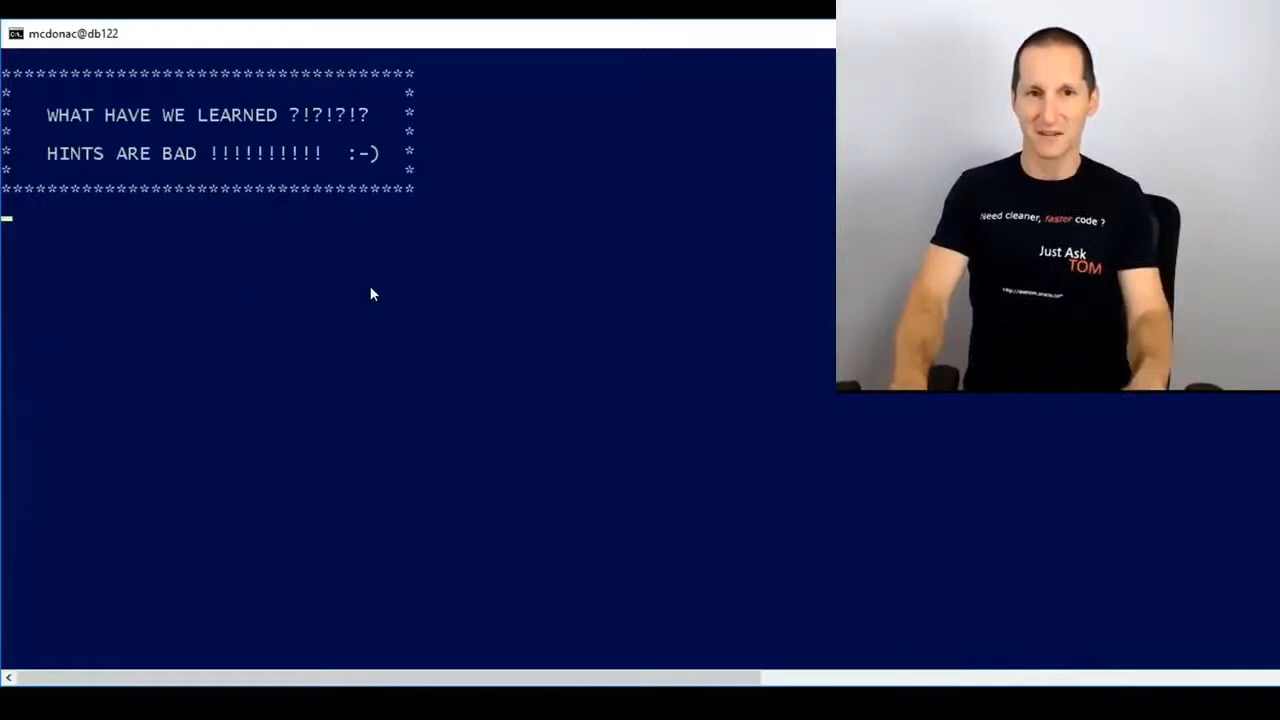 mcdonac@db122
************************************
*                                  *
*   WHAT HAVE WE LEARNED ?!?!?!?   *
*                                  *
*   HINTS ARE BAD !!!!!!!!!!  :-)  *
*                                  *
************************************
Need cleaner, faster code ?
Just Ask
TOM